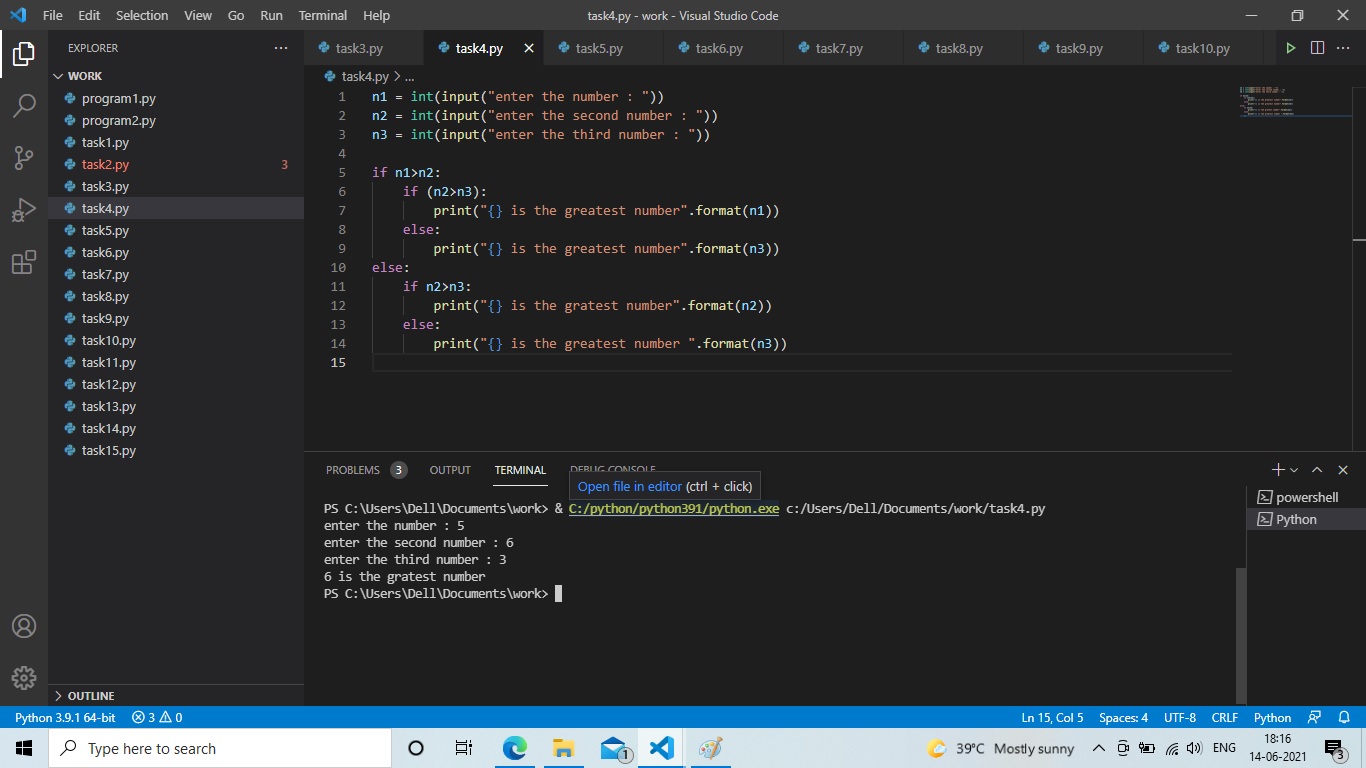 File Edit Selection View Go Run Terminal Help task4.py - work - Visual Studio Code
EXPLORER
WORK
program1.py
program2.py
task1.py
task2.py 3
task3.py
task4.py
task5.py
task6.py
task7.py
task8.py
task9.py
task10.py
task11.py
task12.py
task13.py
task14.py
task15.py
OUTLINE
task3.py task4.py task5.py task6.py task7.py task8.py task9.py task10.py
task4.py > ...
1 n1 = int(input("enter the number : "))
2 n2 = int(input("enter the second number : "))
3 n3 = int(input("enter the third number : "))
4
5 if n1>n2:
6     if (n2>n3):
7         print("{} is the greatest number".format(n1))
8     else:
9         print("{} is the greatest number".format(n3))
10 else:
11     if n2>n3:
12         print("{} is the gratest number".format(n2))
13     else:
14         print("{} is the greatest number ".format(n3))
15
PROBLEMS 3 OUTPUT TERMINAL DEBUG CONSOLE
Open file in editor (ctrl + click)
PS C:\Users\Dell\Documents\work> & C:/python/python391/python.exe c:/Users/Dell/Documents/work/task4.py
enter the number : 5
enter the second number : 6
enter the third number : 3
6 is the gratest number
PS C:\Users\Dell\Documents\work>
powershell
Python
Python 3.9.1 64-bit 3 0 Ln 15, Col 5 Spaces: 4 UTF-8 CRLF Python
Type here to search 1 39°C Mostly sunny ENG 18:16 3
14-06-2021